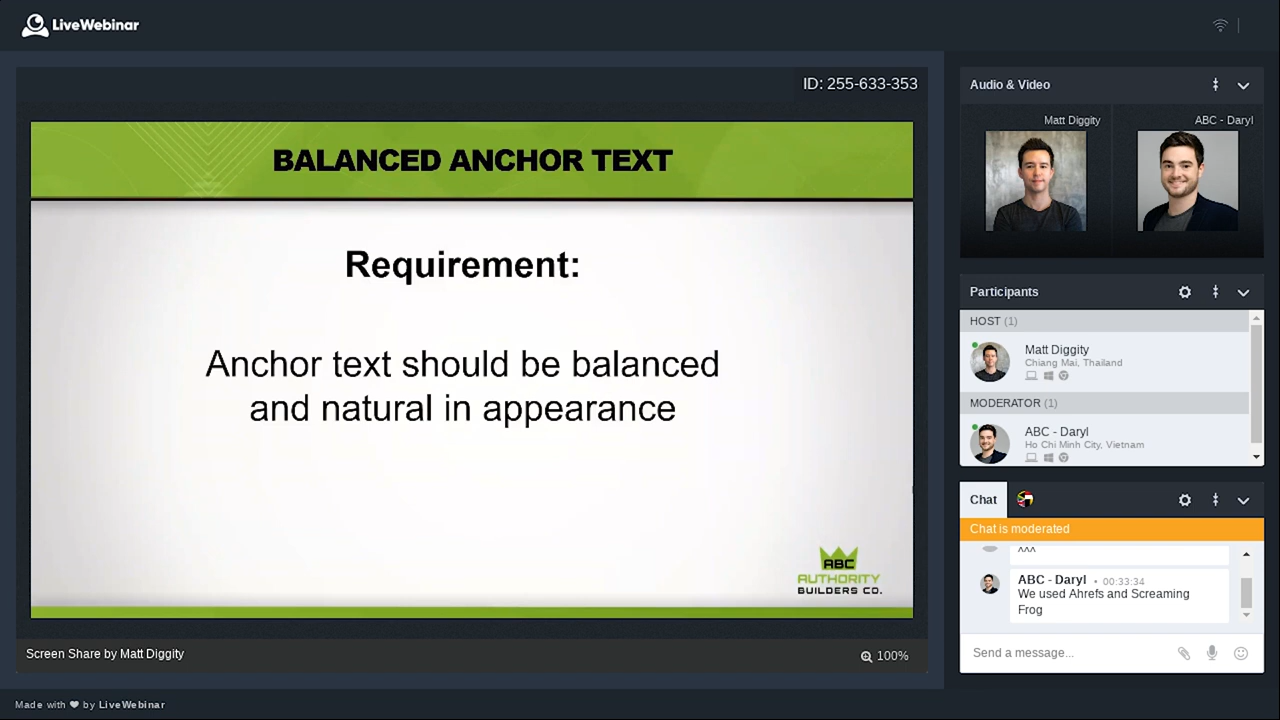 LiveWebinar
ID: 255-633-353
BALANCED ANCHOR TEXT
Requirement:
Anchor text should be balanced
and natural in appearance
ABC
AUTHORITY
BUILDERS CO.
Screen Share by Matt Diggity
100%
Audio & Video
Matt Diggity
ABC - Daryl
Participants
HOST (1)
Matt Diggity
Chiang Mai, Thailand
MODERATOR (1)
ABC - Daryl
Ho Chi Minh City, Vietnam
Chat
Chat is moderated
^^^
ABC - Daryl • 00:33:34
We used Ahrefs and Screaming
Frog
Send a message...
Made with ❤ by LiveWebinar